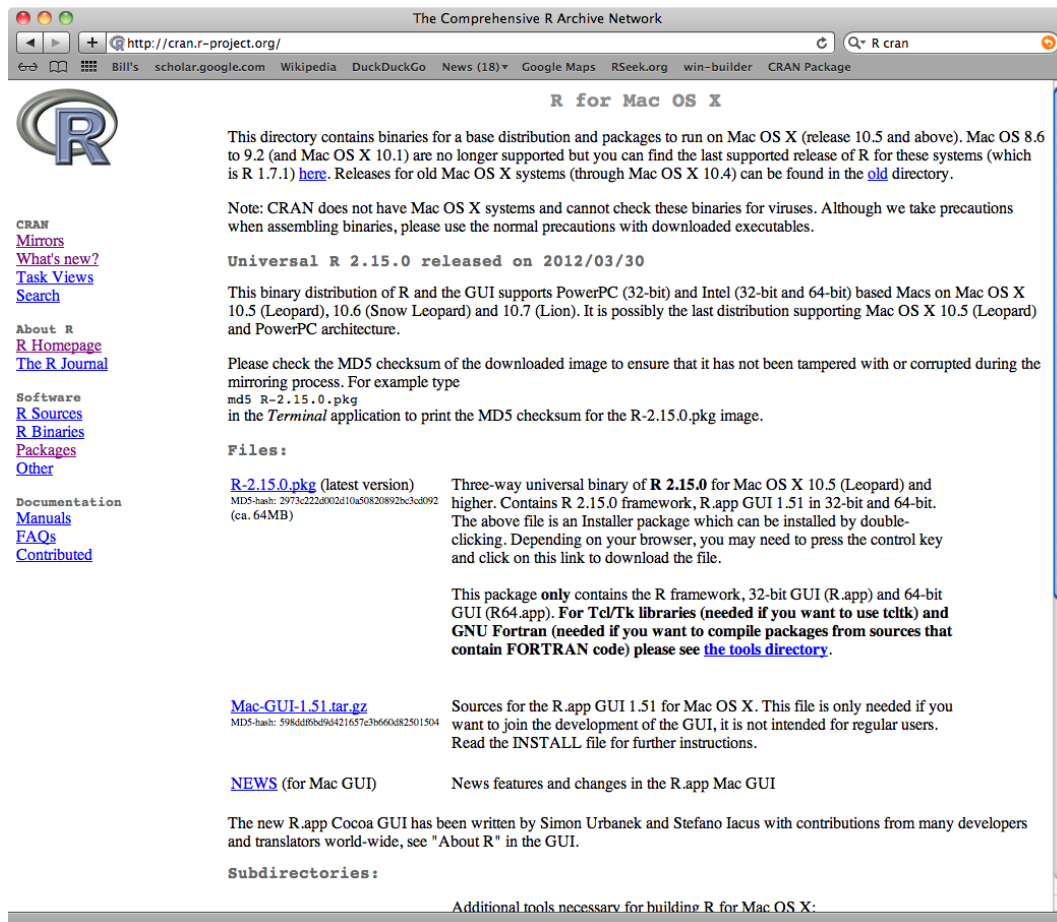 The Comprehensive R Archive Network
http://cran.r-project.org/
R cran
Bill's scholar.google.com Wikipedia DuckDuckGo News (18) Google Maps RSeek.org win-builder CRAN Package
R
CRAN
Mirrors
What's new?
Task Views
Search
About R
R Homepage
The R Journal
Software
R Sources
R Binaries
Packages
Other
Documentation
Manuals
FAQs
Contributed
R for Mac OS X
This directory contains binaries for a base distribution and packages to run on Mac OS X (release 10.5 and above). Mac OS 8.6
to 9.2 (and Mac OS X 10.1) are no longer supported but you can find the last supported release of R for these systems (which
is R 1.7.1) here. Releases for old Mac OS X systems (through Mac OS X 10.4) can be found in the old directory.
Note: CRAN does not have Mac OS X systems and cannot check these binaries for viruses. Although we take precautions
when assembling binaries, please use the normal precautions with downloaded executables.
Universal R 2.15.0 released on 2012/03/30
This binary distribution of R and the GUI supports PowerPC (32-bit) and Intel (32-bit and 64-bit) based Macs on Mac OS X
10.5 (Leopard), 10.6 (Snow Leopard) and 10.7 (Lion). It is possibly the last distribution supporting Mac OS X 10.5 (Leopard)
and PowerPC architecture.
Please check the MD5 checksum of the downloaded image to ensure that it has not been tampered with or corrupted during the
mirroring process. For example type
md5 R-2.15.0.pkg
in the Terminal application to print the MD5 checksum for the R-2.15.0.pkg image.
Files:
R-2.15.0.pkg (latest version)
MD5-hash: 2973c222d002d10a50820892bc3cd092
(ca. 64MB)
Three-way universal binary of R 2.15.0 for Mac OS X 10.5 (Leopard) and
higher. Contains R 2.15.0 framework, R.app GUI 1.51 in 32-bit and 64-bit.
The above file is an Installer package which can be installed by double-
clicking. Depending on your browser, you may need to press the control key
and click on this link to download the file.
This package only contains the R framework, 32-bit GUI (R.app) and 64-bit
GUI (R64.app). For Tcl/Tk libraries (needed if you want to use tcltk) and
GNU Fortran (needed if you want to compile packages from sources that
contain FORTRAN code) please see the tools directory.
Mac-GUI-1.51.tar.gz
MD5-hash: 598ddf6bd9d421657e3b660d82501504
Sources for the R.app GUI 1.51 for Mac OS X. This file is only needed if you
want to join the development of the GUI, it is not intended for regular users.
Read the INSTALL file for further instructions.
NEWS (for Mac GUI)
News features and changes in the R.app Mac GUI
The new R.app Cocoa GUI has been written by Simon Urbanek and Stefano Iacus with contributions from many developers
and translators world-wide, see "About R" in the GUI.
Subdirectories:
Additional tools necessary for building R for Mac OS X: